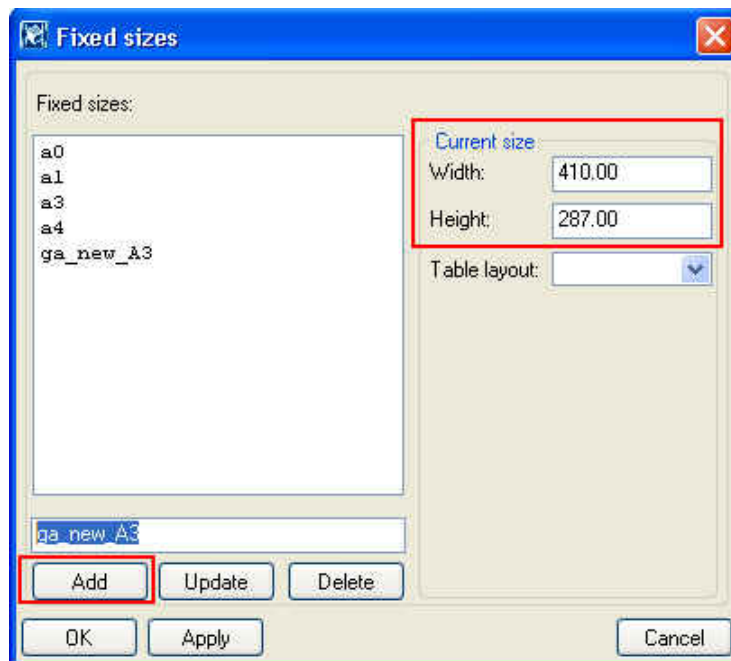 Fixed sizes
Fixed sizes:
a0
a1
a3
a4
ga_new_A3
Current size
Width: 410.00
Height: 287.00
Table layout:
ga_new_A3
Add Update Delete
OK Apply Cancel